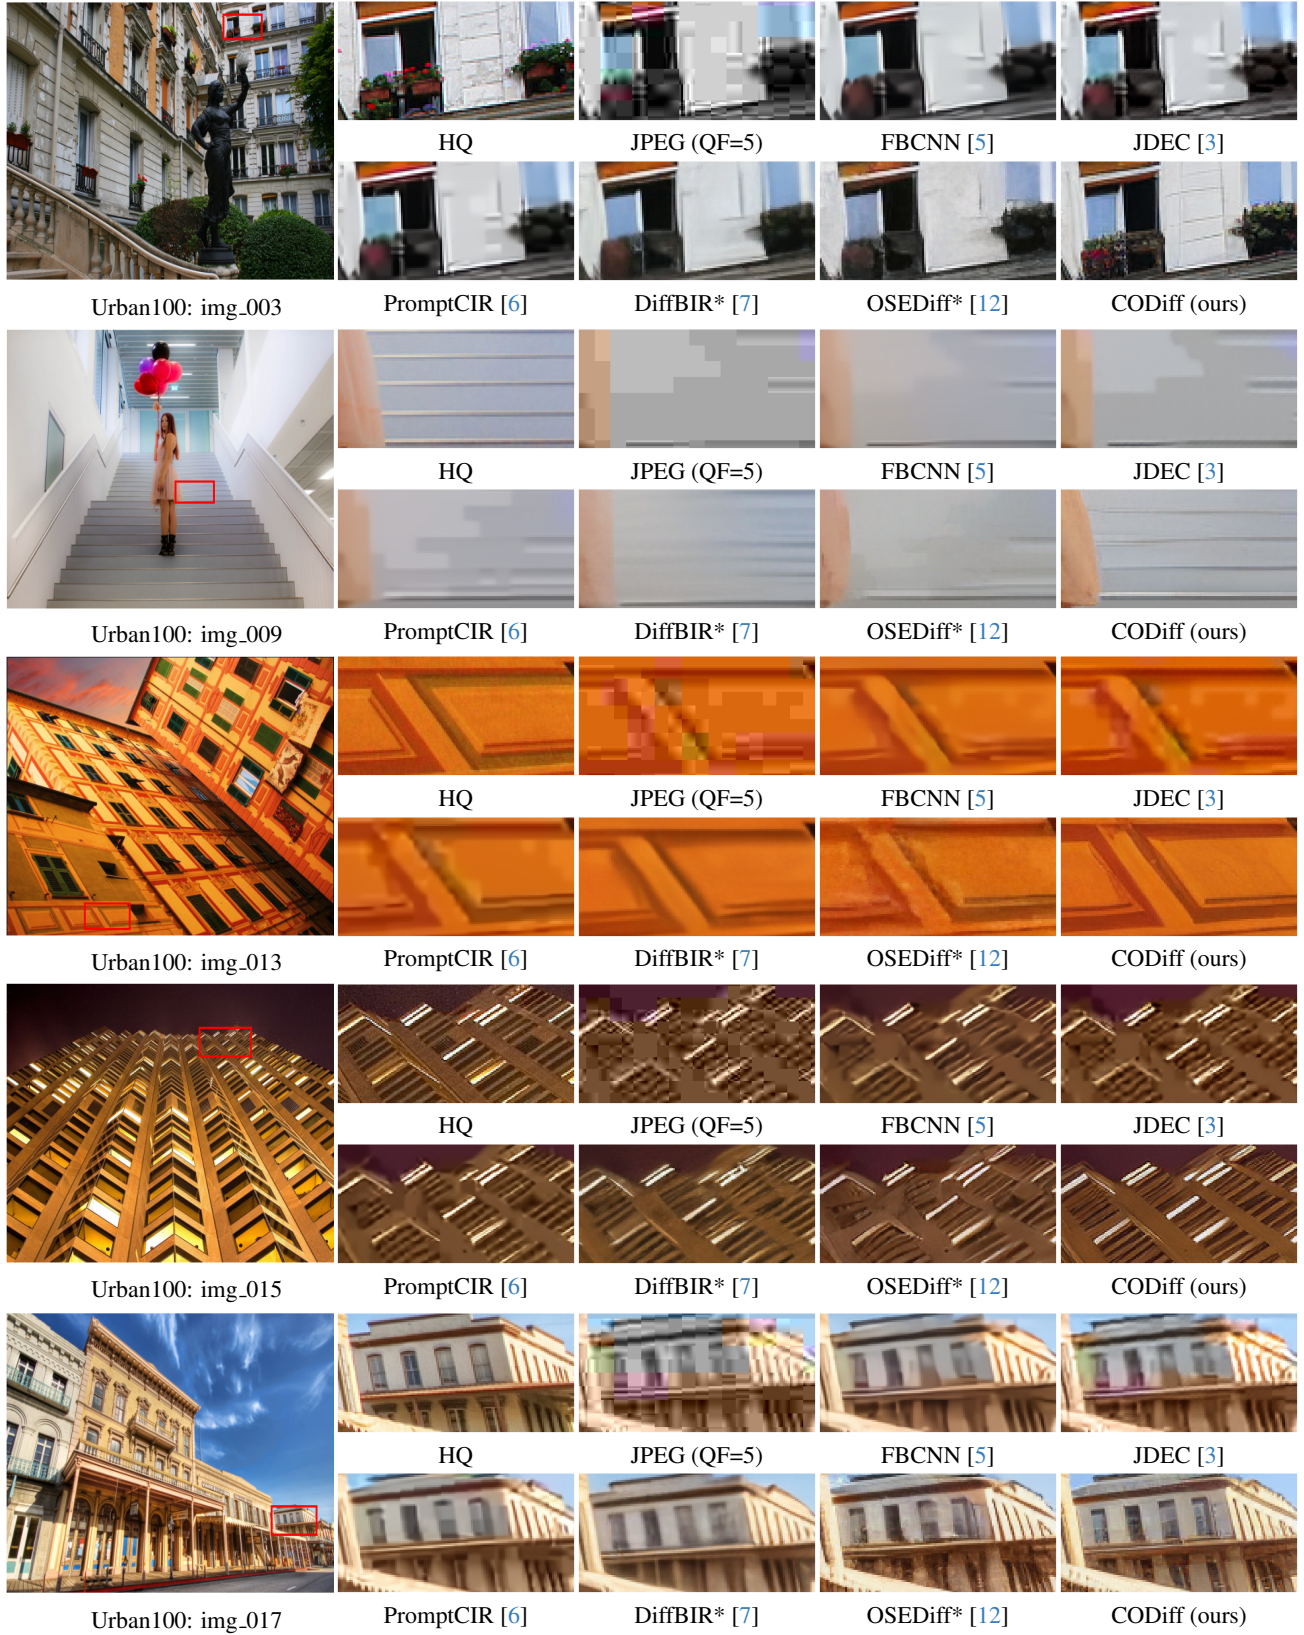 HQ JPEG (QF=5) FBCNN [5] JDEC [3]
PromptCIR [6] DiffBIR* [7] OSEDiff* [12] CODiff (ours)
Urban100: img_003
HQ JPEG (QF=5) FBCNN [5] JDEC [3]
PromptCIR [6] DiffBIR* [7] OSEDiff* [12] CODiff (ours)
Urban100: img_009
HQ JPEG (QF=5) FBCNN [5] JDEC [3]
PromptCIR [6] DiffBIR* [7] OSEDiff* [12] CODiff (ours)
Urban100: img_013
HQ JPEG (QF=5) FBCNN [5] JDEC [3]
PromptCIR [6] DiffBIR* [7] OSEDiff* [12] CODiff (ours)
Urban100: img_015
HQ JPEG (QF=5) FBCNN [5] JDEC [3]
PromptCIR [6] DiffBIR* [7] OSEDiff* [12] CODiff (ours)
Urban100: img_017